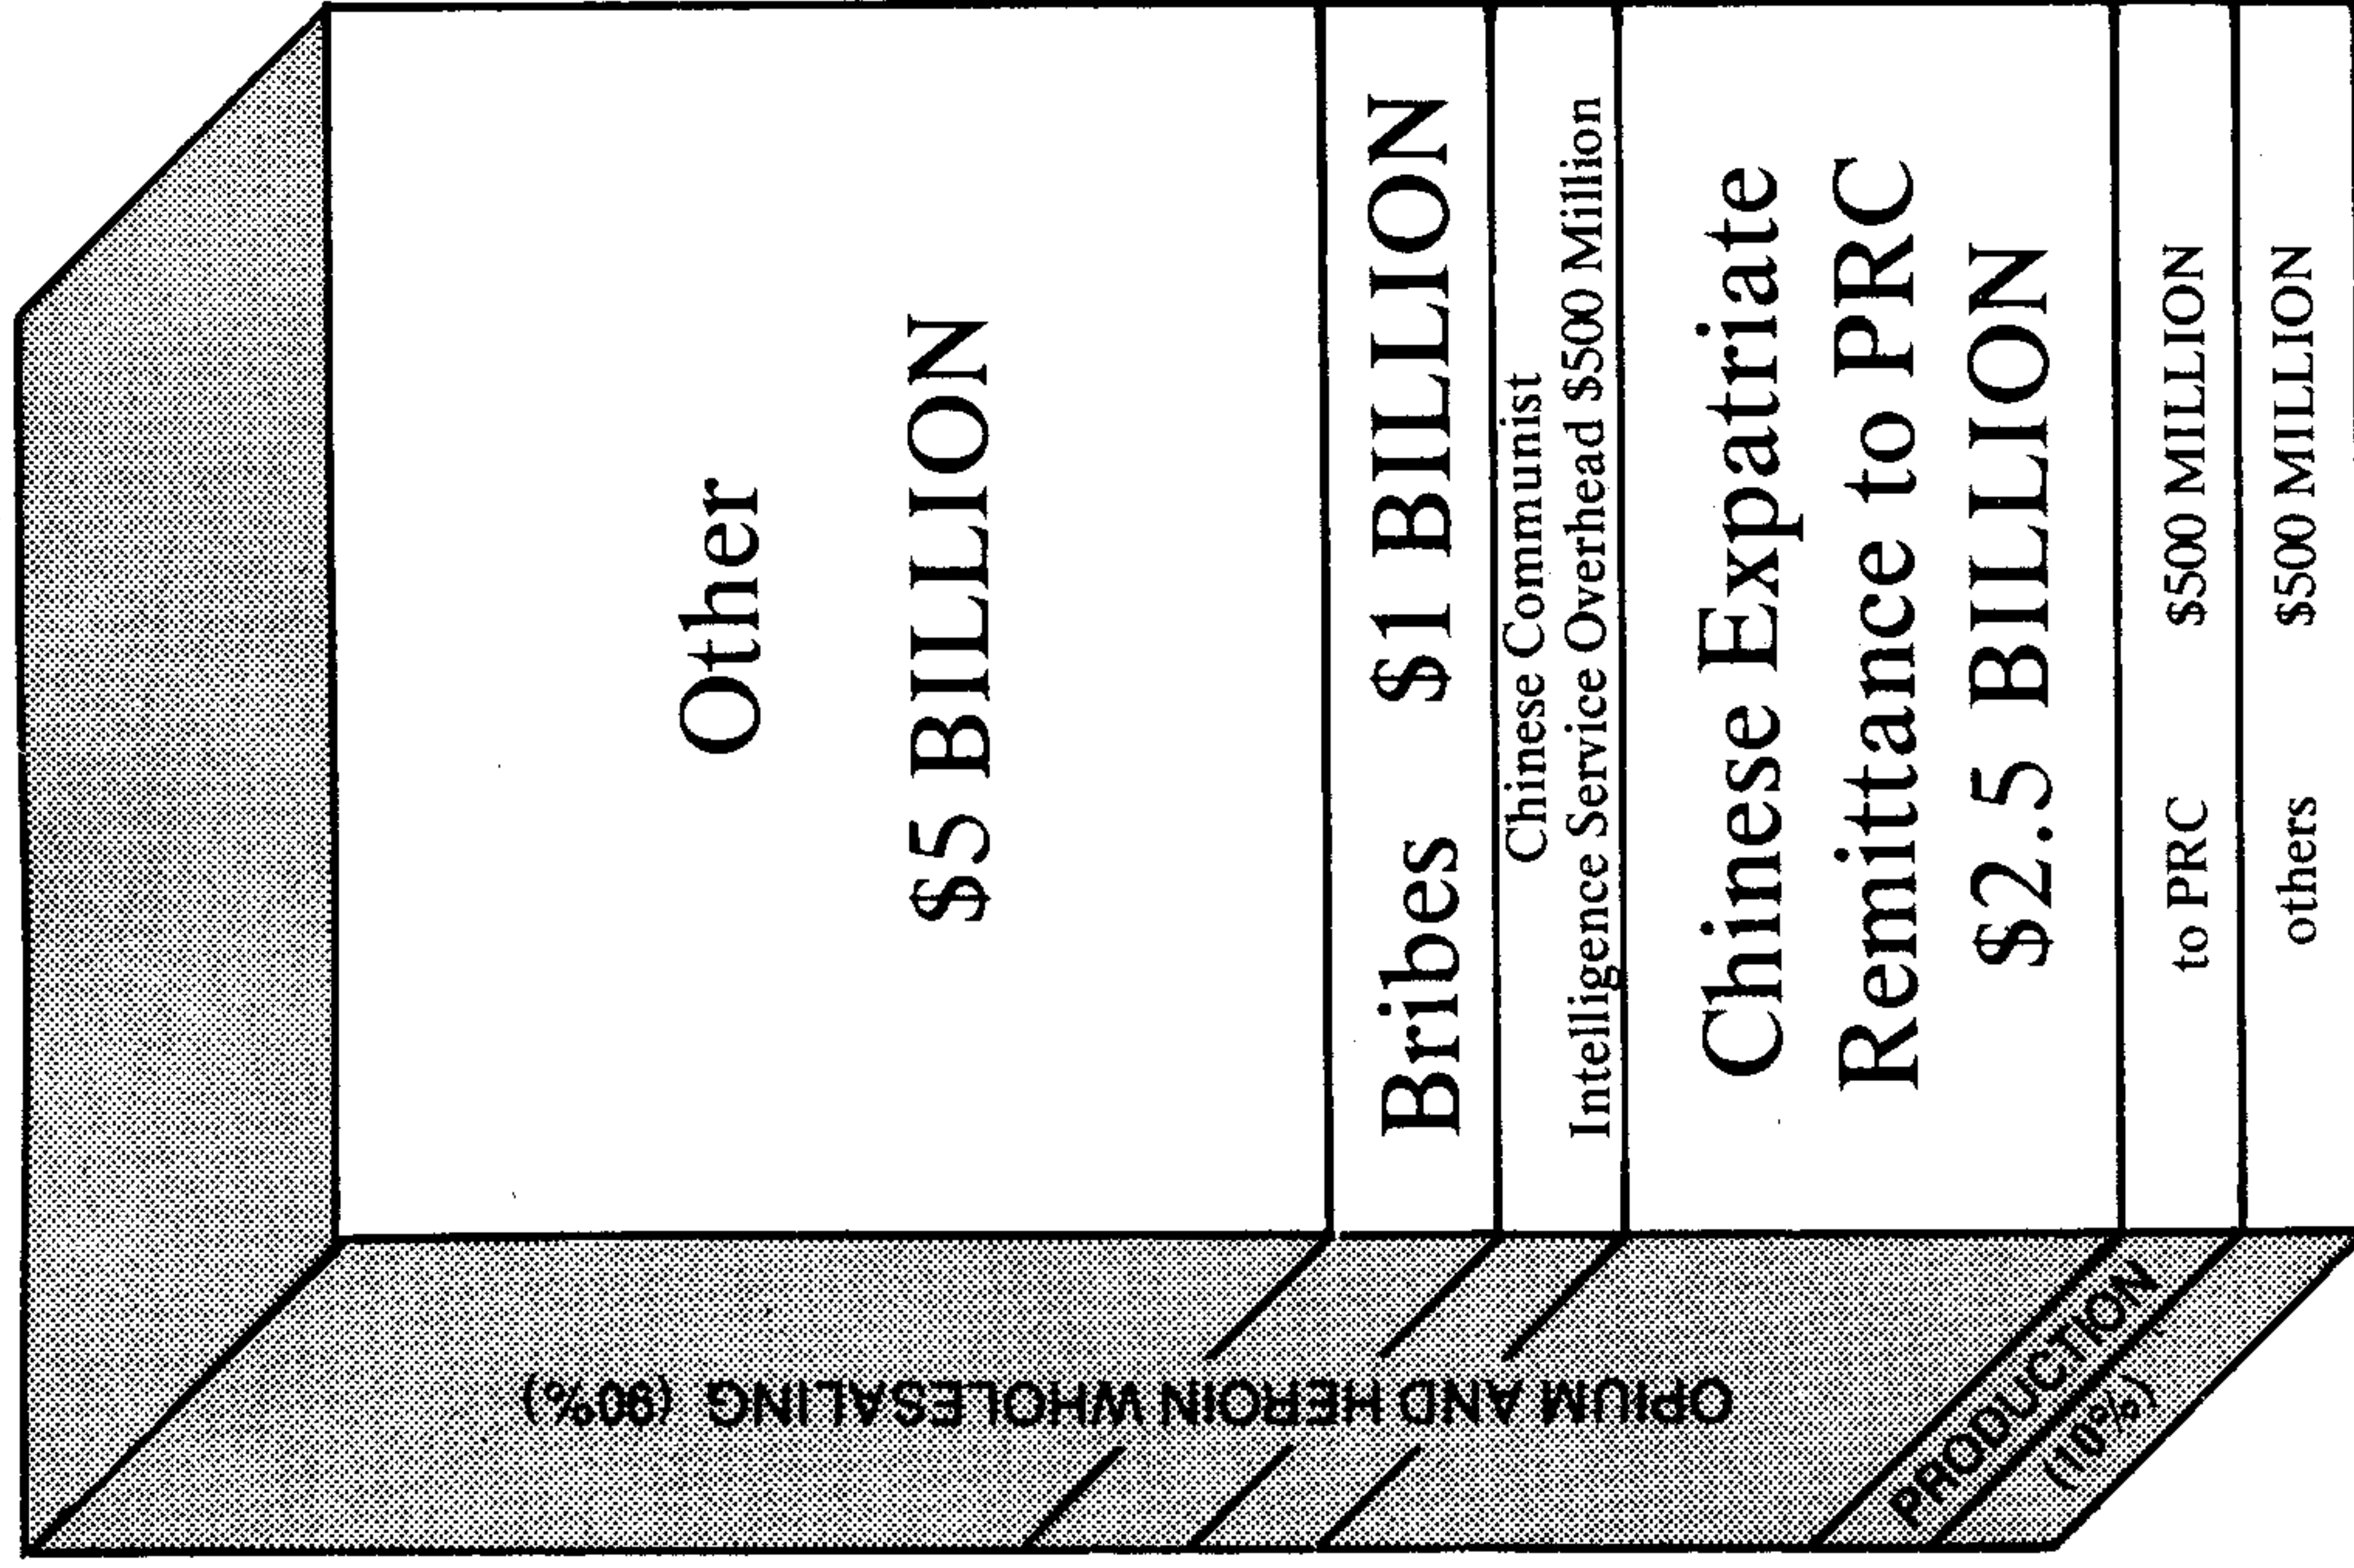 Other
$5 BILLION
Bribes $1 BILLION
Chinese Communist
Intelligence Service Overhead $500 Million
Chinese Expatriate
Remittance to PRC
$2.5 BILLION
to PRC $500 MILLION
others $500 MILLION
OPIUM AND HEROIN WHOLESALING (90%)
PRODUCTION
(10%)